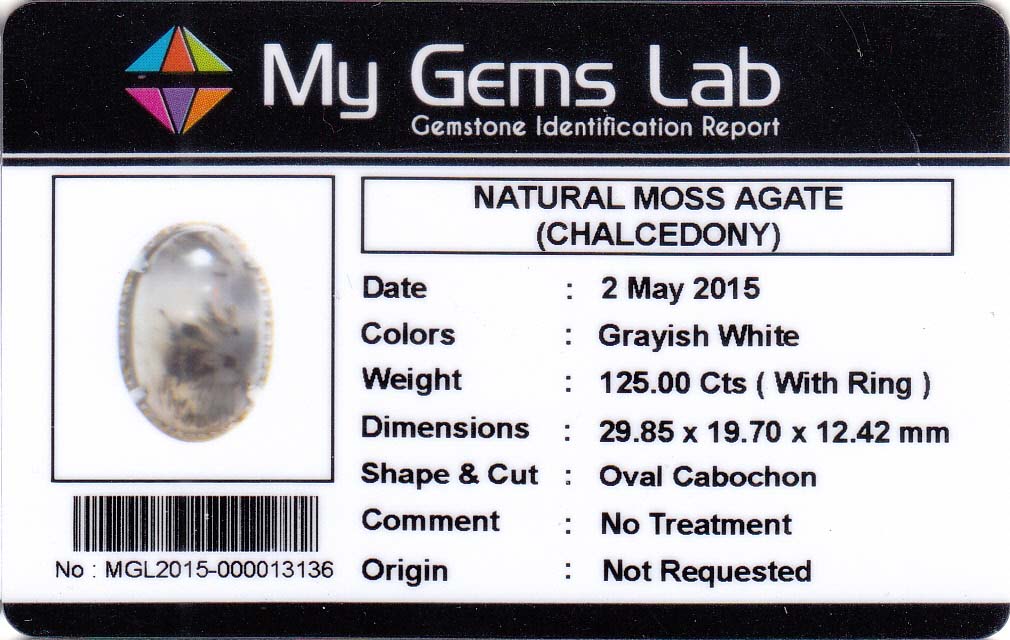 My Gems Lab
Gemstone Identification Report
NATURAL MOSS AGATE
(CHALCEDONY)
Date : 2 May 2015
Colors : Grayish White
Weight : 125.00 Cts ( With Ring )
Dimensions : 29.85 x 19.70 x 12.42 mm
Shape & Cut : Oval Cabochon
Comment : No Treatment
Origin : Not Requested
No : MGL2015-000013136